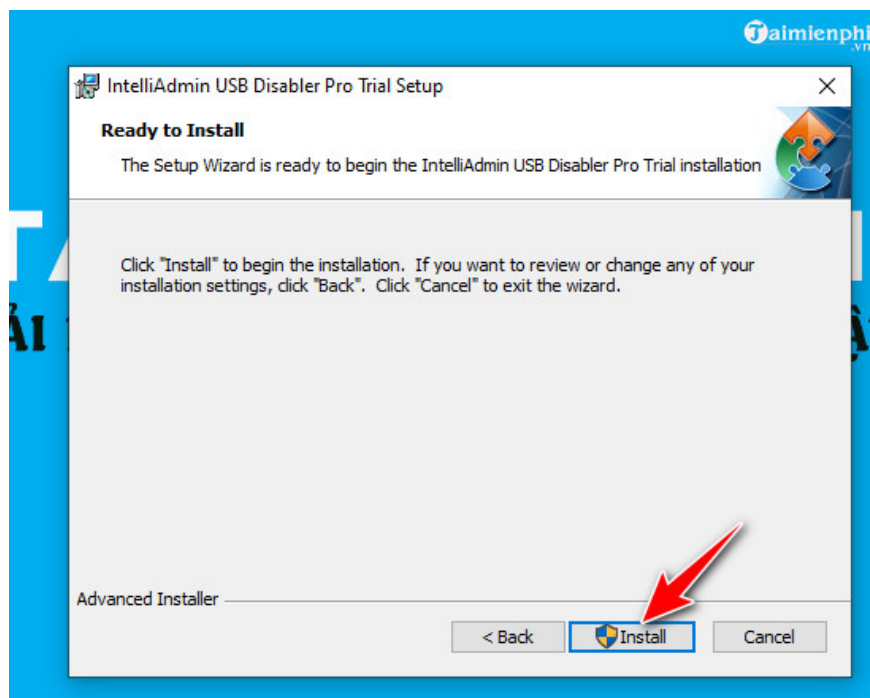 Taimienphi
.vn
IntelliAdmin USB Disabler Pro Trial Setup
Ready to Install
The Setup Wizard is ready to begin the IntelliAdmin USB Disabler Pro Trial installation
Click "Install" to begin the installation. If you want to review or change any of your
installation settings, click "Back". Click "Cancel" to exit the wizard.
Advanced Installer
< Back Install Cancel